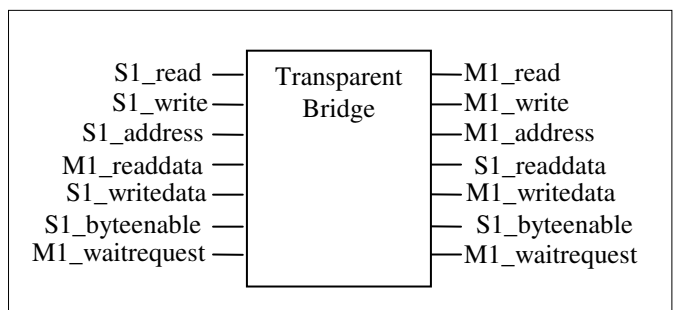 S1_read
S1_write
S1_address
M1_readdata
S1_writedata
S1_byteenable
M1_waitrequest
Transparent
Bridge
M1_read
M1_write
M1_address
S1_readdata
M1_writedata
S1_byteenable
M1_waitrequest